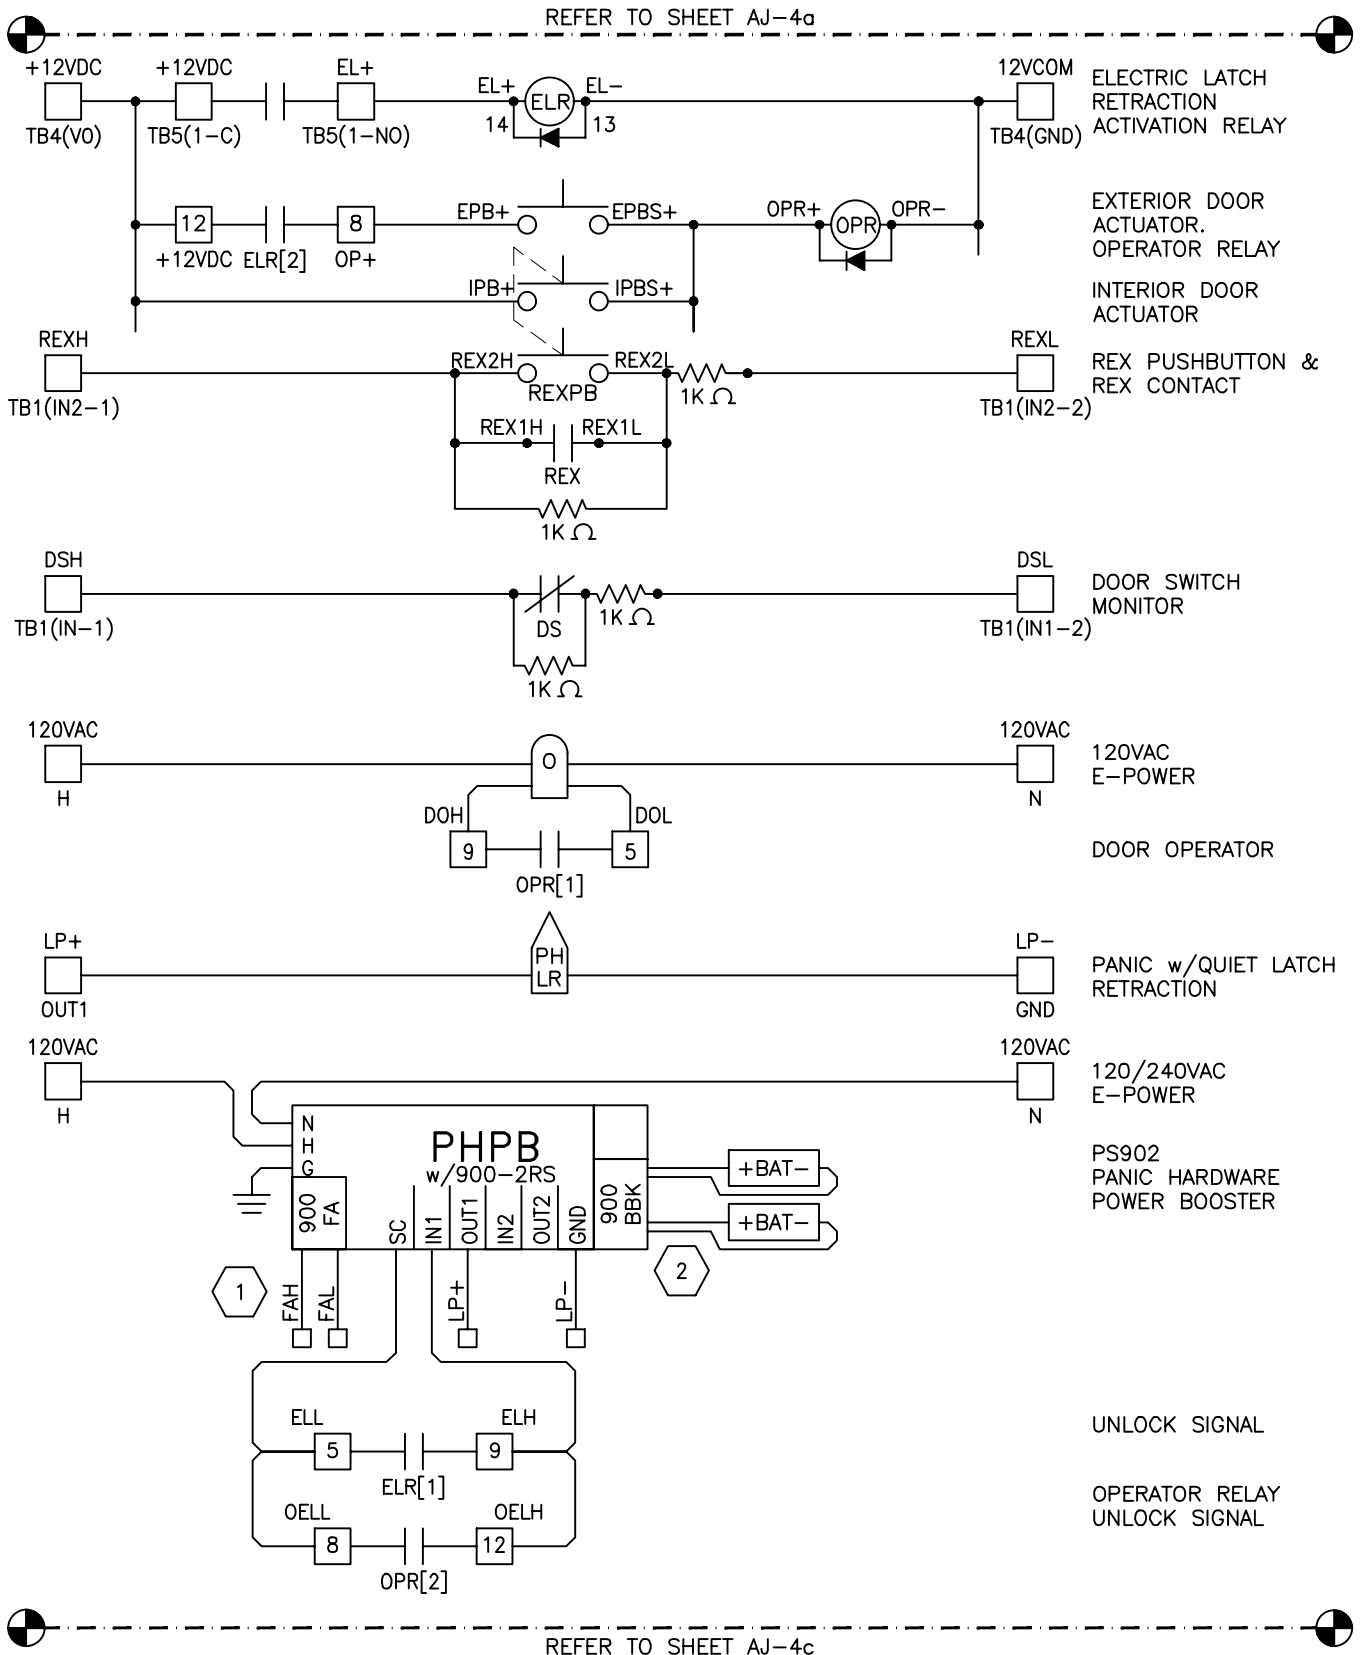 REFER TO SHEET AJ-4a
+12VDC
+12VDC
EL+
EL+
ELR
EL-
12VCOM
TB4(V0)
TB5(1-C)
TB5(1-NO)
14
13
TB4(GND)
ELECTRIC LATCH
RETRACTION
ACTIVATION RELAY
12
8
EPB+
EPBS+
OPR+
OPR
OPR-
+12VDC
ELR[2]
OP+
EXTERIOR DOOR
ACTUATOR.
OPERATOR RELAY
IPB+
IPBS+
INTERIOR DOOR
ACTUATOR
REXH
REX2H
REX2L
REXL
REXPB
1K Ω
TB1(IN2-1)
TB1(IN2-2)
REX PUSHBUTTON &
REX CONTACT
REX1H
REX1L
REX
1K Ω
DSH
DSL
DS
1K Ω
TB1(IN-1)
TB1(IN1-2)
1K Ω
DOOR SWITCH
MONITOR
120VAC
O
120VAC
H
N
120VAC
E-POWER
DOH
DOL
9
5
OPR[1]
DOOR OPERATOR
LP+
PH
LR
LP-
OUT1
GND
PANIC w/QUIET LATCH
RETRACTION
120VAC
120VAC
H
N
120/240VAC
E-POWER
N
H
G
PHPB
w/900-2RS
900
FA
SC
IN1
OUT1
IN2
OUT2
GND
900
BBK
+BAT-
+BAT-
PS902
PANIC HARDWARE
POWER BOOSTER
1
2
FAH
FAL
LP+
LP-
ELL
ELH
5
9
ELR[1]
UNLOCK SIGNAL
OELL
OELH
8
12
OPR[2]
OPERATOR RELAY
UNLOCK SIGNAL
REFER TO SHEET AJ-4c